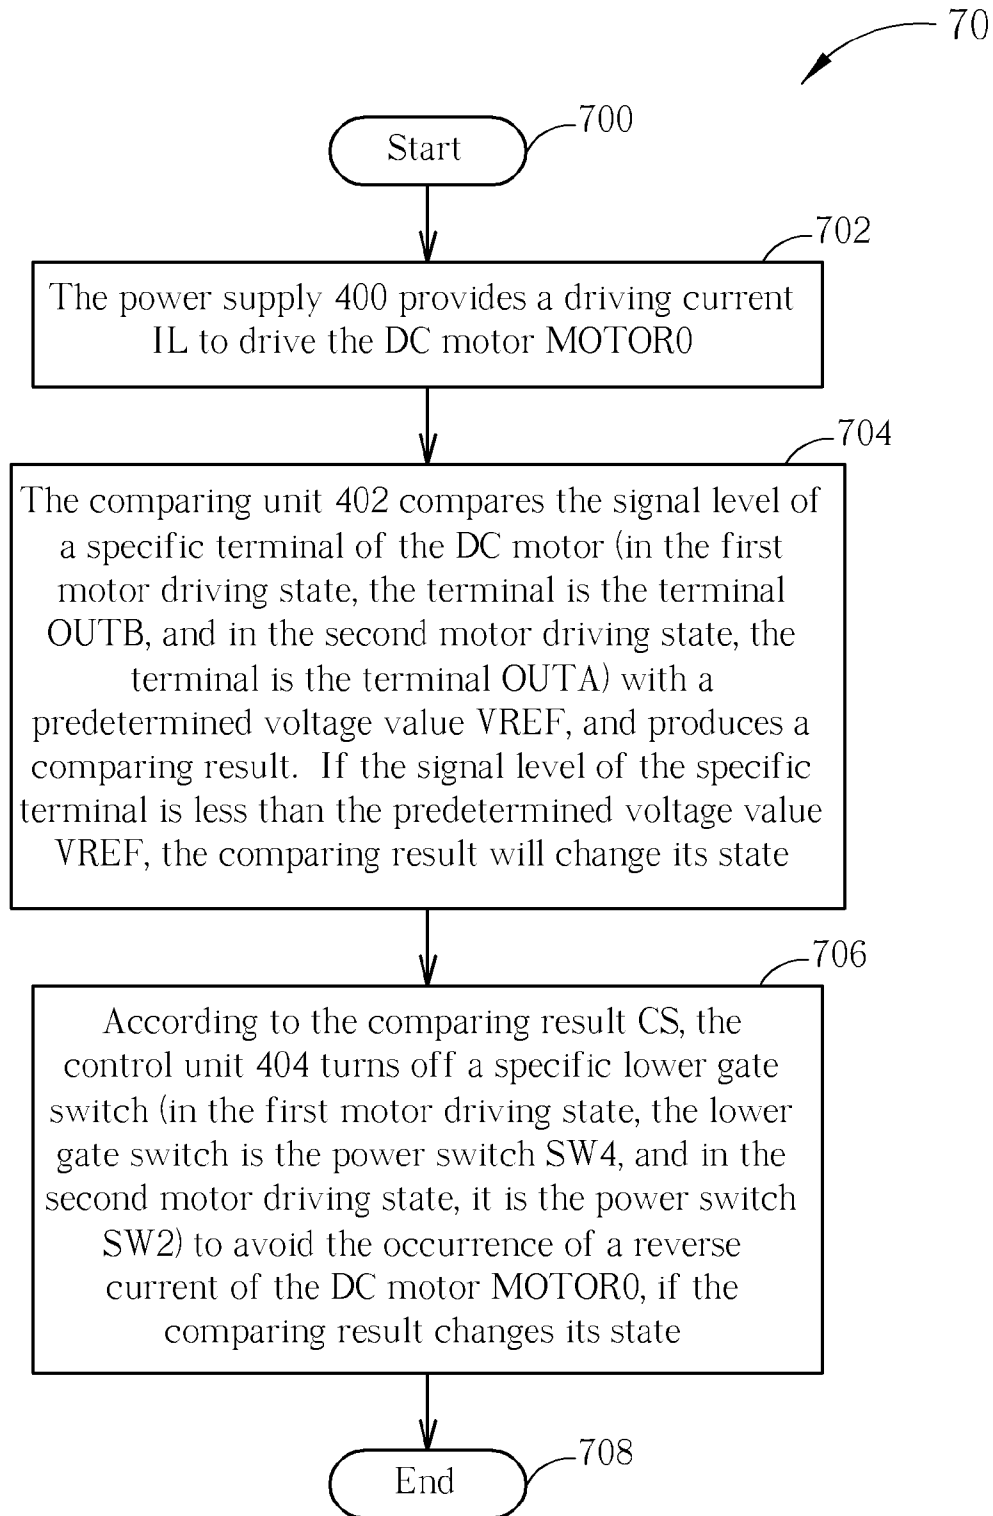 70
Start
700
702
The power supply 400 provides a driving current
IL to drive the DC motor MOTOR0
704
The comparing unit 402 compares the signal level of
a specific terminal of the DC motor (in the first
motor driving state, the terminal is the terminal
OUTB, and in the second motor driving state, the
terminal is the terminal OUTA) with a
predetermined voltage value VREF, and produces a
comparing result. If the signal level of the specific
terminal is less than the predetermined voltage value
VREF, the comparing result will change its state
706
According to the comparing result CS, the
control unit 404 turns off a specific lower gate
switch (in the first motor driving state, the lower
gate switch is the power switch SW4, and in the
second motor driving state, it is the power switch
SW2) to avoid the occurrence of a reverse
current of the DC motor MOTOR0, if the
comparing result changes its state
End
708